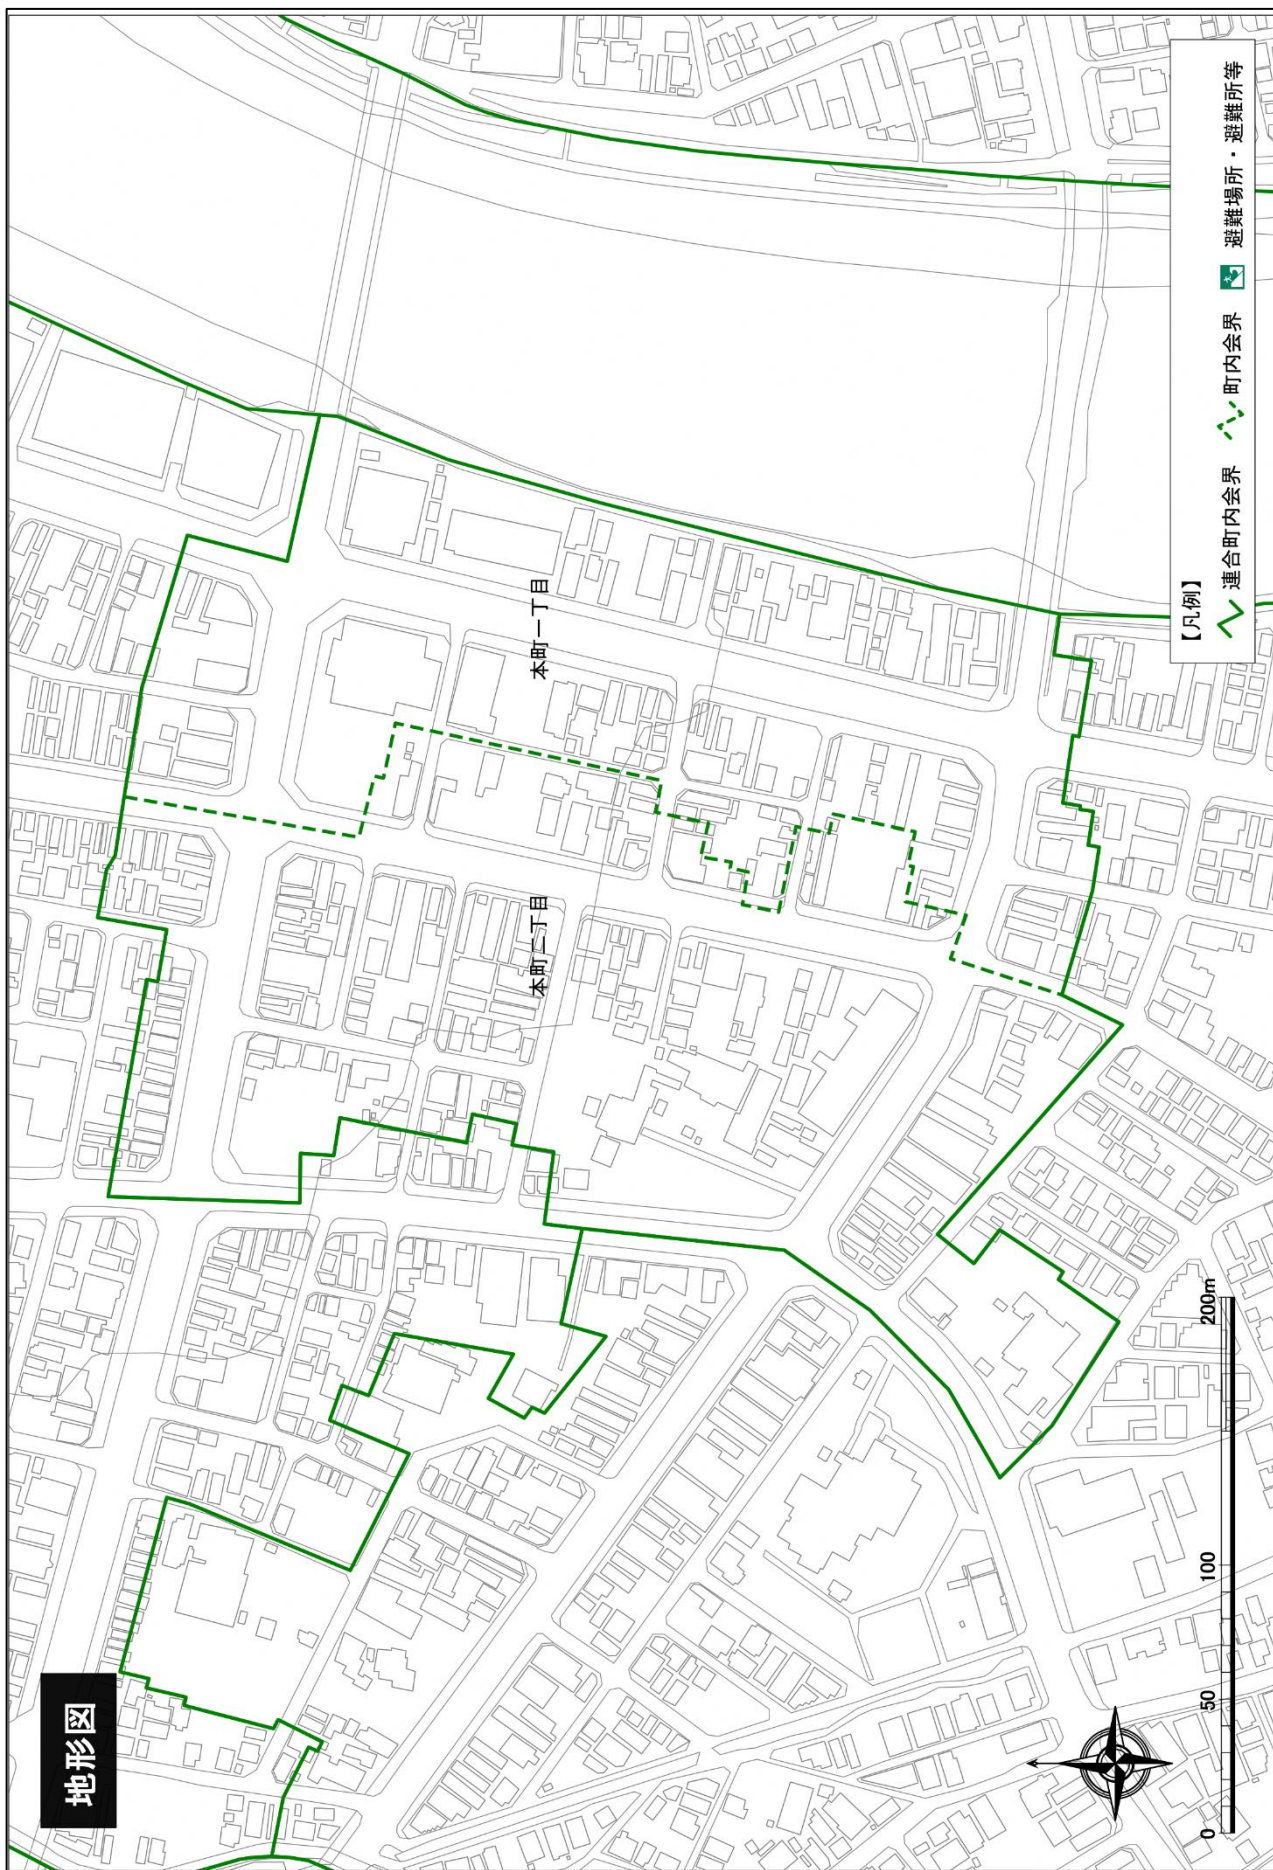 地形図
本町二丁目
本町一丁目
【凡例】
連合町内会界
町内会界
避難場所・避難所等
0 50 100 200m